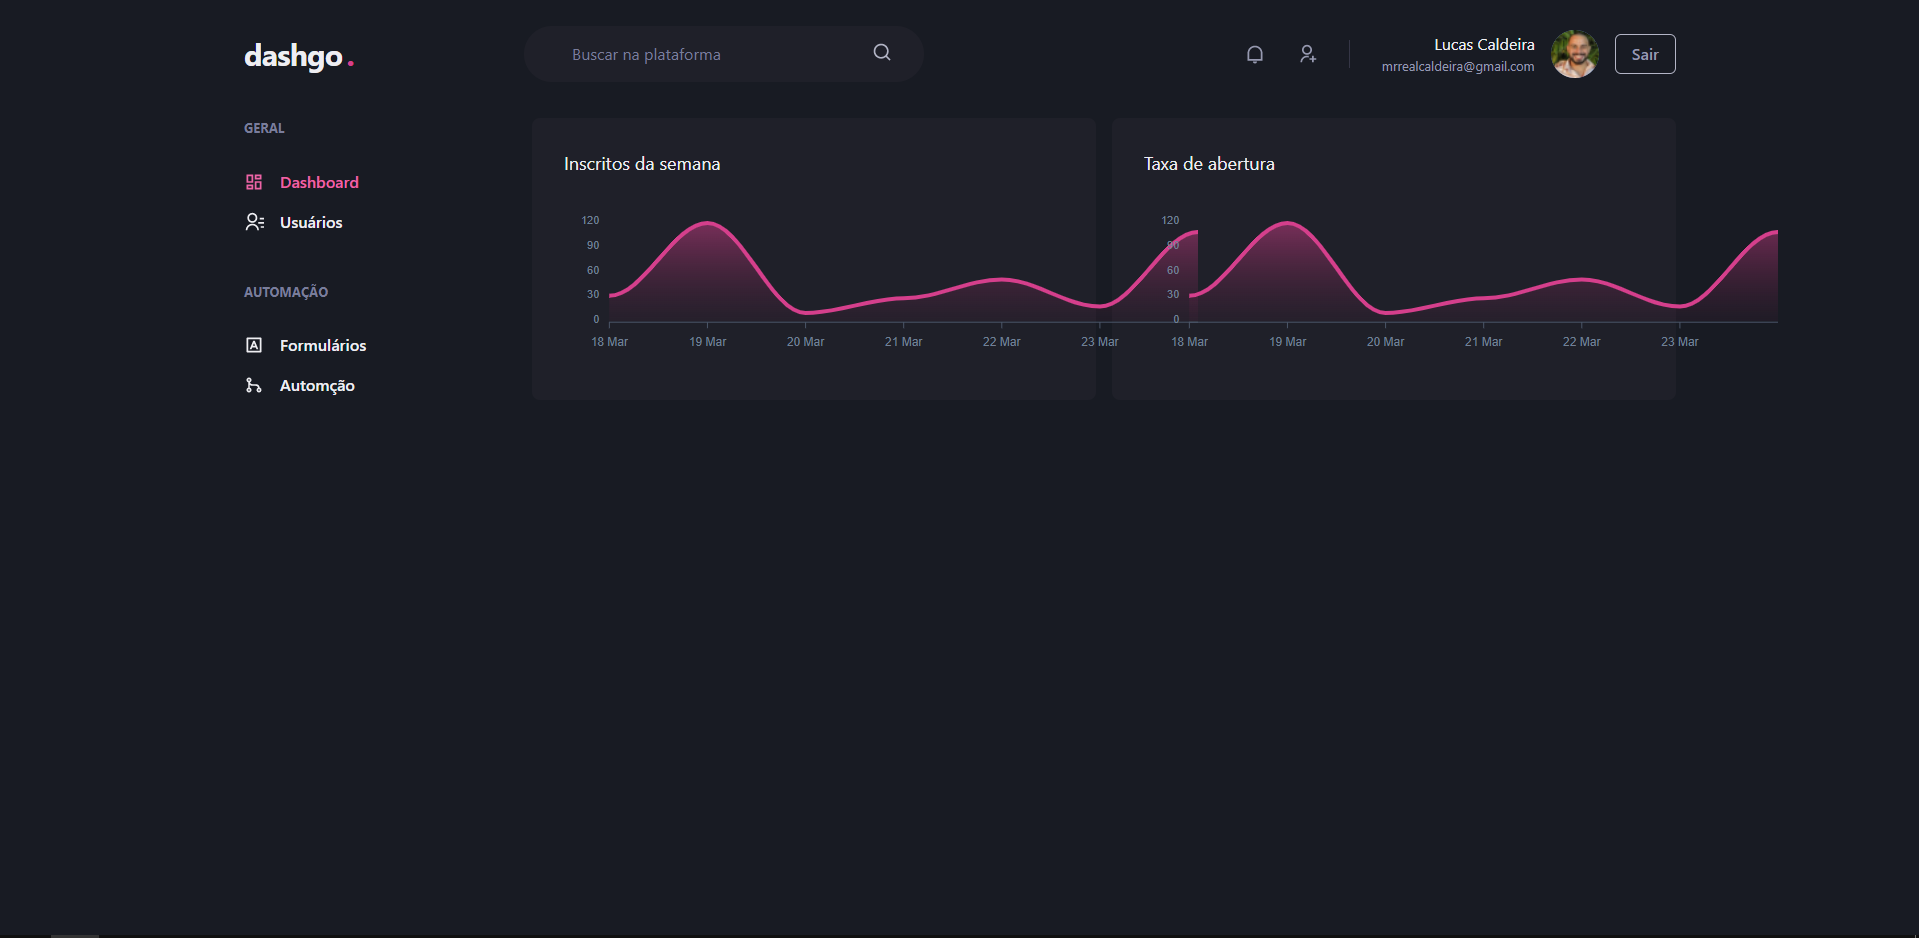 dashgo.
Buscar na plataforma
Lucas Caldeira
mrrealcaldeira@gmail.com
Sair
GERAL
Dashboard
Usuários
AUTOMAÇÃO
Formulários
Automção
Inscritos da semana
120
90
60
30
0
18 Mar 19 Mar 20 Mar 21 Mar 22 Mar 23 Mar
Taxa de abertura
120
90
60
30
0
18 Mar 19 Mar 20 Mar 21 Mar 22 Mar 23 Mar